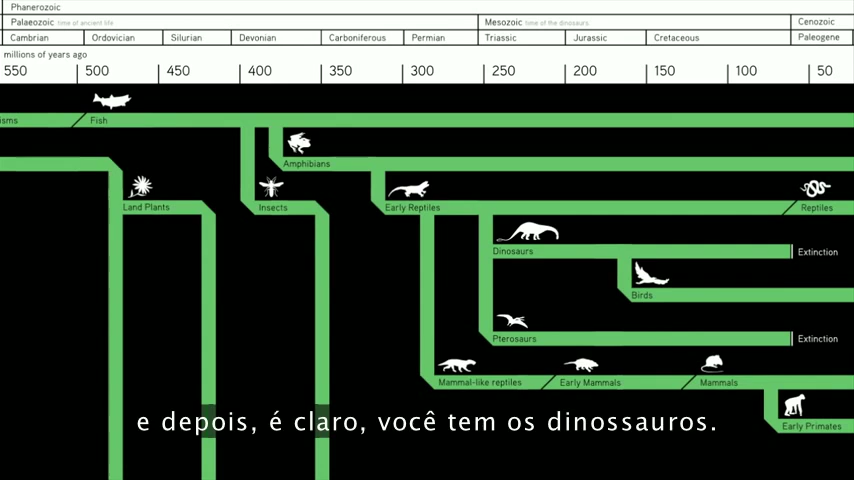 Phanerozoic
Palaeozoic time of ancient life Mesozoic time of the dinosaurs Cenozoic
Cambrian Ordovician Silurian Devonian Carboniferous Permian Triassic Jurassic Cretaceous Paleogene
millions of years ago
550 500 450 400 350 300 250 200 150 100 50
isms Fish
Amphibians
Land Plants Insects Early Reptiles Reptiles
Dinosaurs Extinction
Birds
Pterosaurs Extinction
Mammal-like reptiles Early Mammals Mammals
e depois, é claro, você tem os dinossauros.
Early Primates